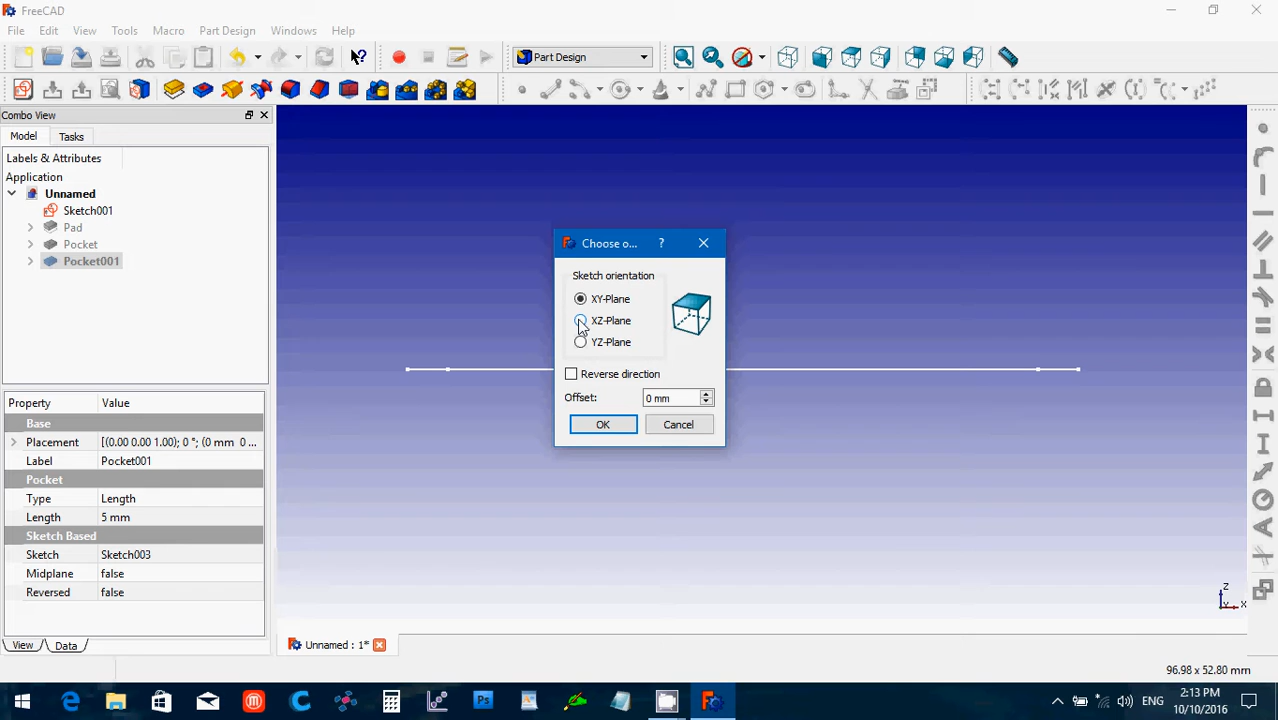 FreeCAD
File Edit View Tools Macro Part Design Windows Help
Part Design
Combo View
Model Tasks
Labels & Attributes
Application
Unnamed
Sketch001
Pad
Pocket
Pocket001
Choose o... ?
Sketch orientation
XY-Plane
XZ-Plane
YZ-Plane
Reverse direction
Offset: 0 mm
OK Cancel
Property Value
Base
Placement [(0.00 0.00 1.00); 0 °; (0 mm 0 ...
Label Pocket001
Pocket
Type Length
Length 5 mm
Sketch Based
Sketch Sketch003
Midplane false
Reversed false
Z
Y X
View Data
Unnamed : 1*
96.98 x 52.80 mm
Ps
ENG
2:13 PM
10/10/2016